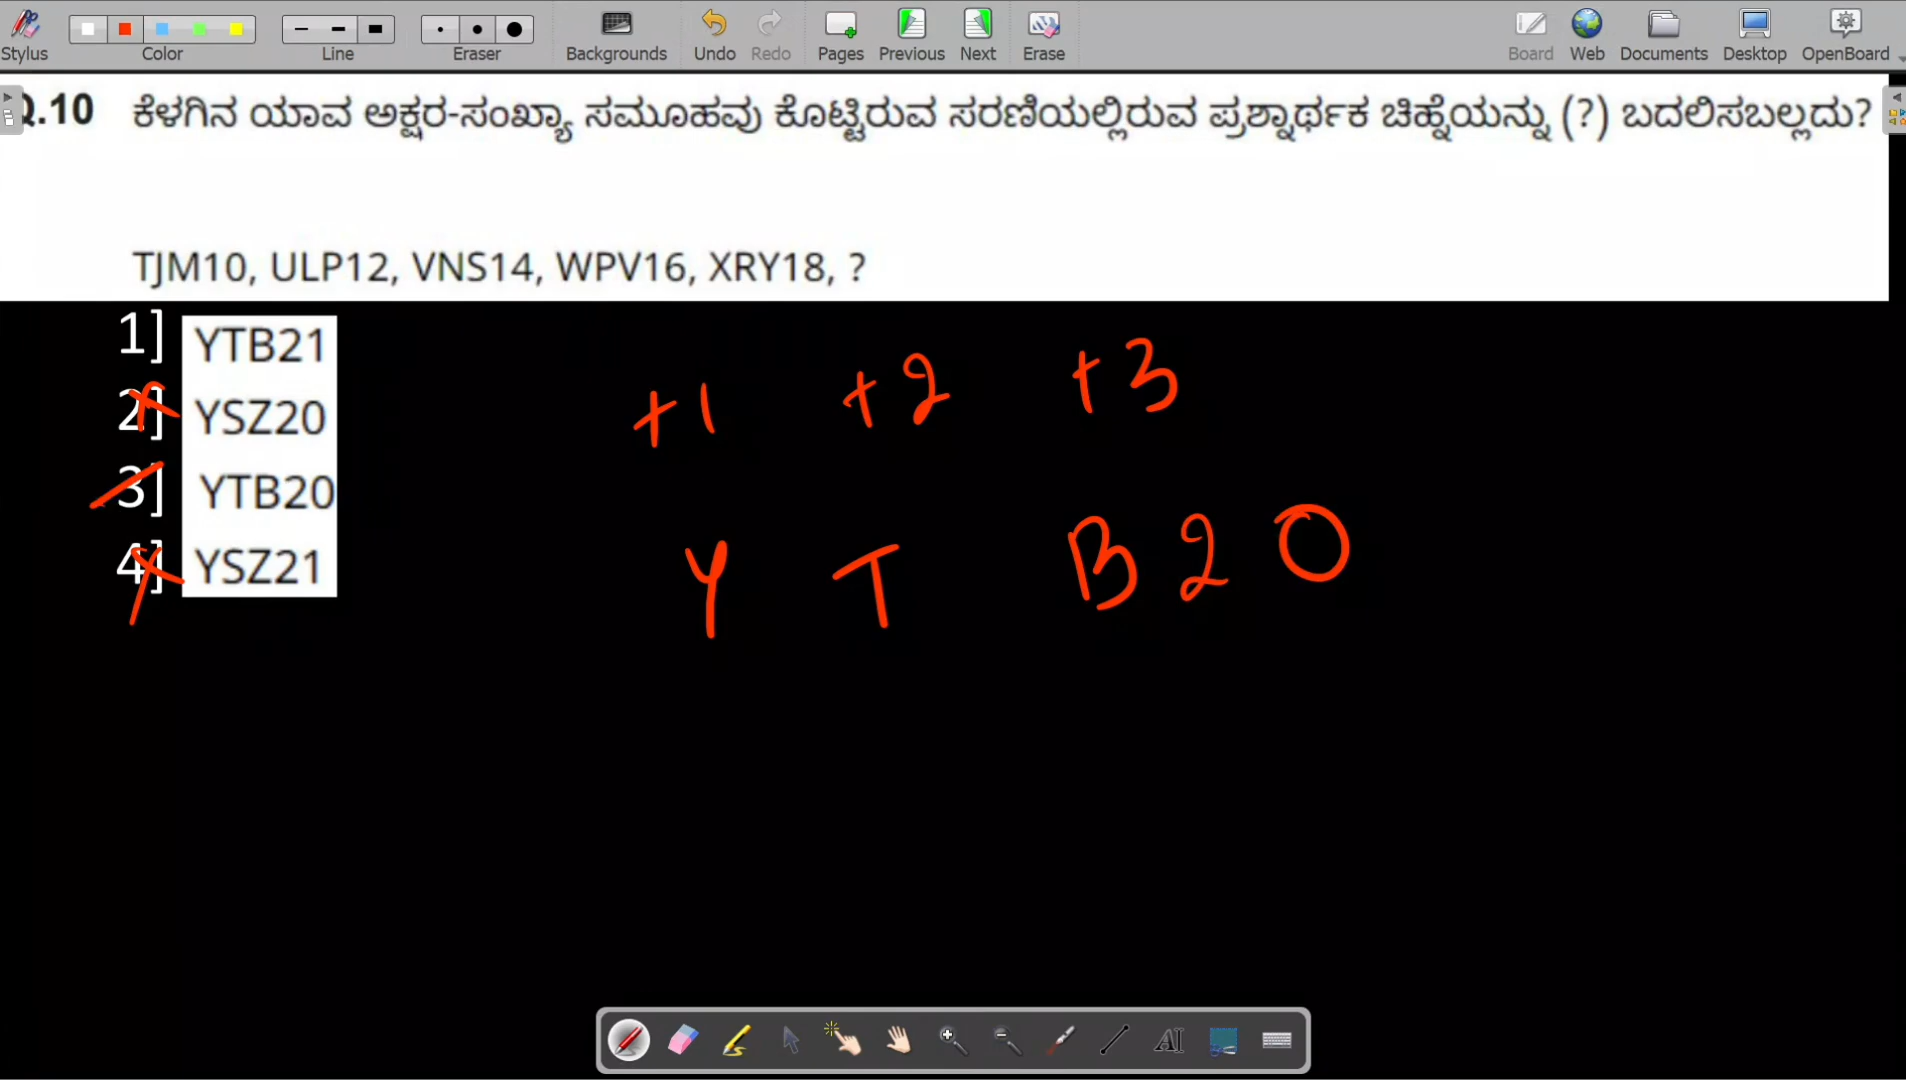 Stylus Color Line Eraser Backgrounds Undo Redo Pages Previous Next Erase Board Web Documents Desktop OpenBoard
Q.10 ಕೆಳಗಿನ ಯಾವ ಅಕ್ಷರ-ಸಂಖ್ಯಾ ಸಮೂಹವು ಕೊಟ್ಟಿರುವ ಸರಣಿಯಲ್ಲಿರುವ ಪ್ರಶ್ನಾರ್ಥಕ ಚಿಹ್ನೆಯನ್ನು (?) ಬದಲಿಸಬಲ್ಲದು?
TJM10, ULP12, VNS14, WPV16, XRY18, ?
1] YTB21
2] YSZ20
3] YTB20
4] YSZ21
+1 +2 +3
Y T B 2 0